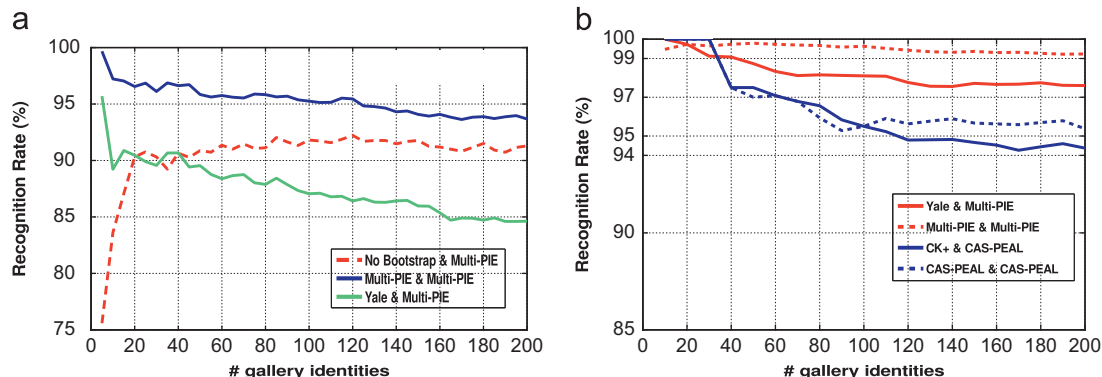 a
100
95
90
85
80
75
Recognition Rate (%)
No Bootstrap & Multi-PIE
Multi-PIE & Multi-PIE
Yale & Multi-PIE
0 20 40 60 80 100 120 140 160 180 200
# gallery identities
b
100
99
97
95
94
90
85
Recognition Rate (%)
Yale & Multi-PIE
Multi-PIE & Multi-PIE
CK+ & CAS-PEAL
CAS-PEAL & CAS-PEAL
0 20 40 60 80 100 120 140 160 180 200
# gallery identities